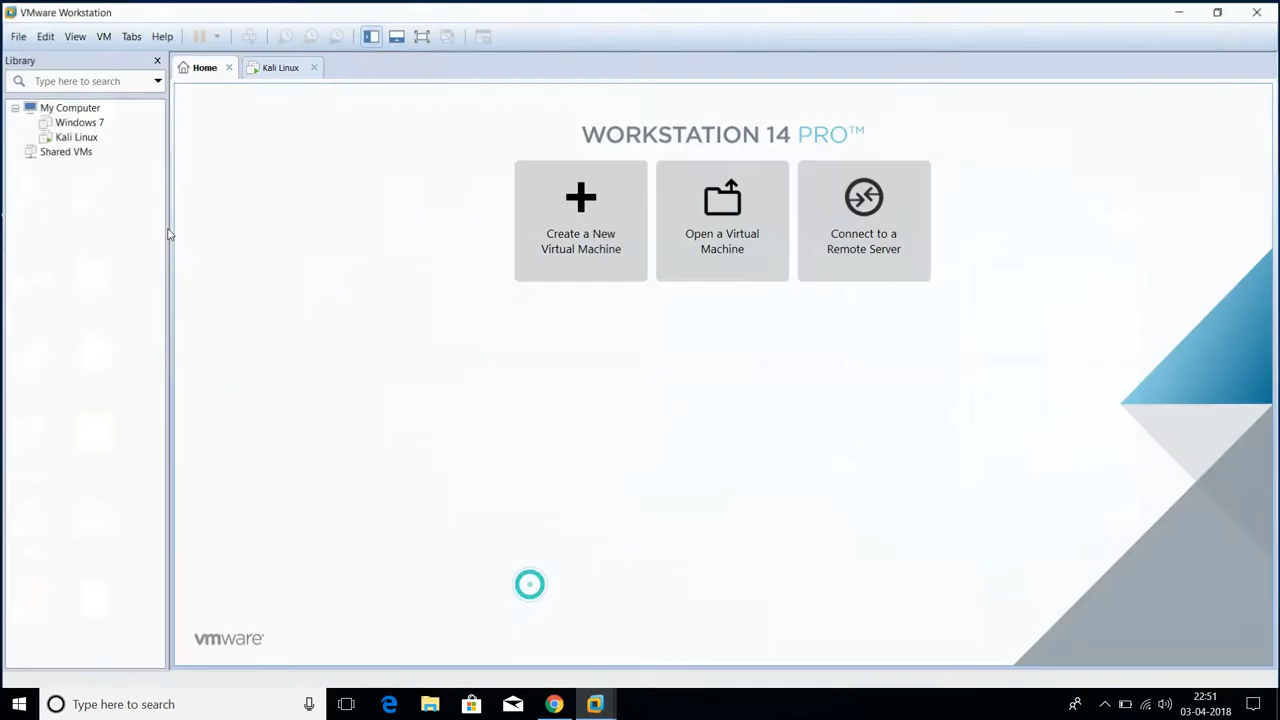 VMware Workstation
File Edit View VM Tabs Help
Library
Type here to search
Home
Kali Linux
My Computer
Windows 7
Kali Linux
Shared VMs
WORKSTATION 14 PRO™
Create a New
Virtual Machine
Open a Virtual
Machine
Connect to a
Remote Server
vmware®
Type here to search
22:51
03-04-2018